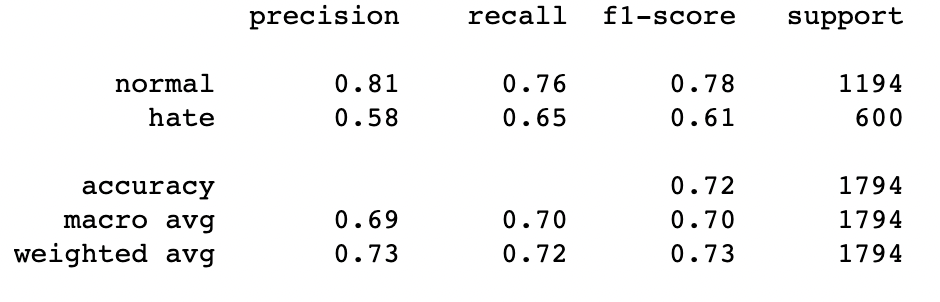 precision recall f1-score support
normal 0.81 0.76 0.78 1194
hate 0.58 0.65 0.61 600
accuracy 0.72 1794
macro avg 0.69 0.70 0.70 1794
weighted avg 0.73 0.72 0.73 1794